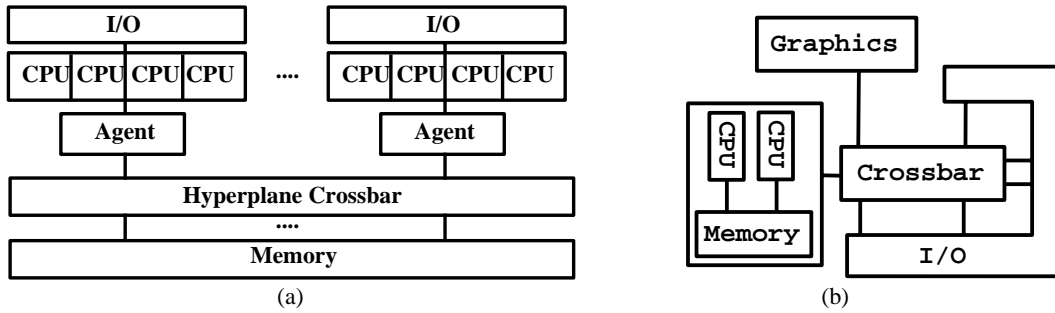 I/O
CPU CPU CPU CPU
Agent
....
I/O
CPU CPU CPU CPU
Agent
Hyperplane Crossbar
....
Memory
(a)
Graphics
CPU
CPU
Memory
Crossbar
I/O
(b)